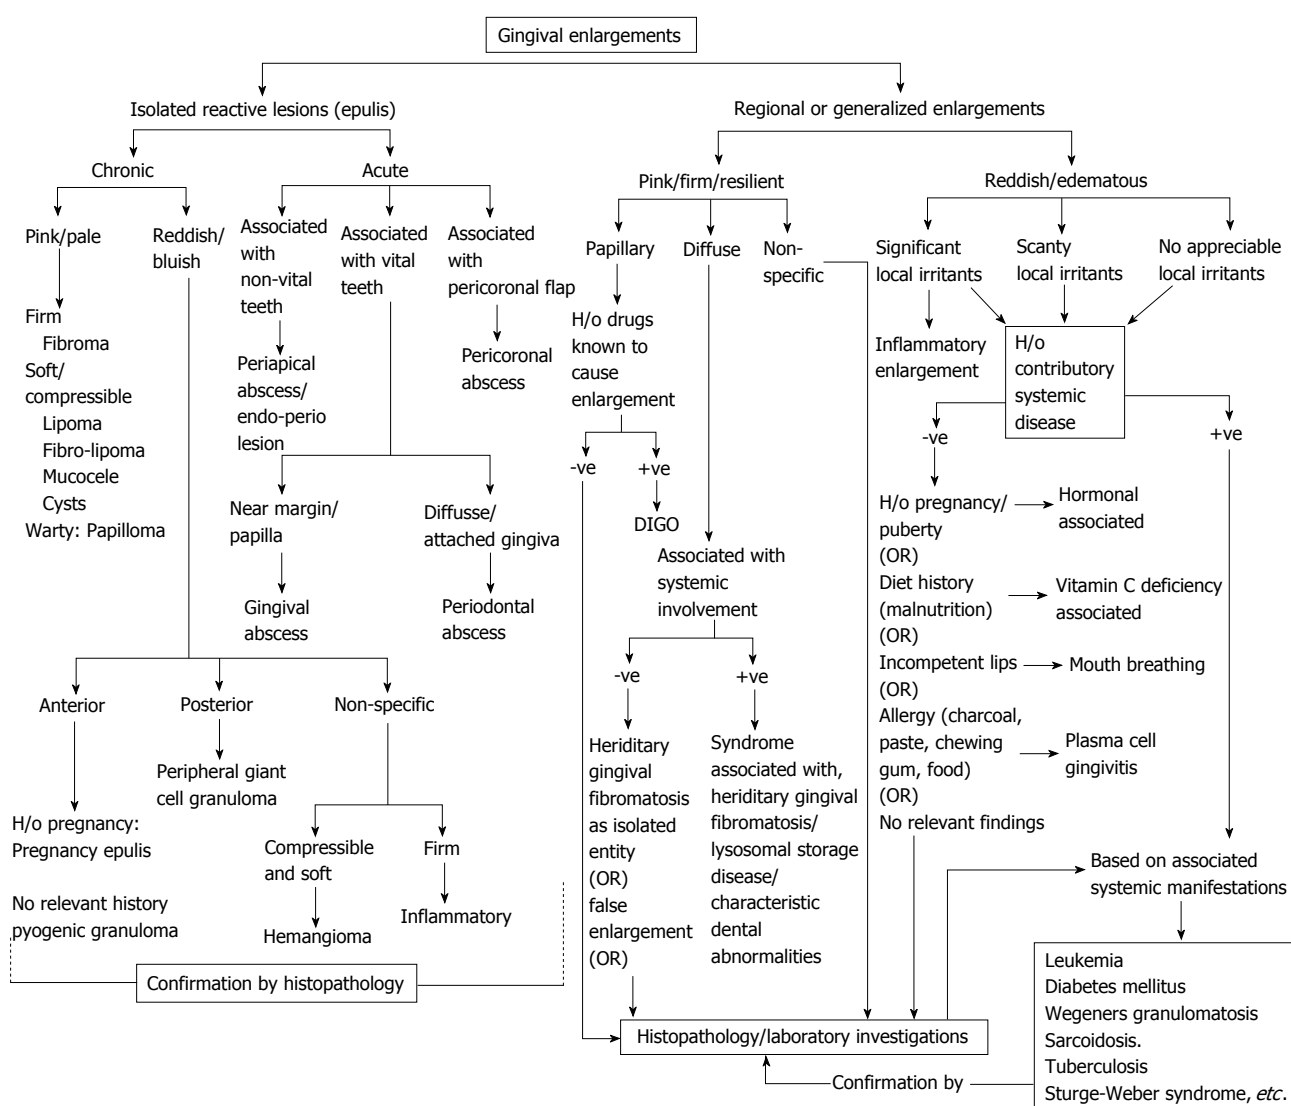 Gingival enlargements
Isolated reactive lesions (epulis)
Regional or generalized enlargements
Chronic
Acute
Pink/firm/resilient
Reddish/edematous
Pink/pale
Reddish/
bluish
Associated
with
non-vital
teeth
Associated
with vital
teeth
Associated
with
pericoronal flap
Papillary
Diffuse
Non-
specific
Significant
local irritants
Scanty
local irritants
No appreciable
local irritants
Firm
Fibroma
Soft/
compressible
Lipoma
Fibro-lipoma
Mucocele
Cysts
Warty: Papilloma
Periapical
abscess/
endo-perio
lesion
Pericoronal
abscess
H/o drugs
known to
cause
enlargement
Inflammatory
enlargement
H/o
contributory
systemic
disease
-ve
+ve
-ve
+ve
DIGO
Near margin/
papilla
Diffusse/
attached gingiva
Gingival
abscess
Periodontal
abscess
Associated with
systemic
involvement
-ve
+ve
H/o pregnancy/
puberty
(OR)
Diet history
(malnutrition)
(OR)
Incompetent lips
(OR)
Allergy (charcoal,
paste, chewing
gum, food)
(OR)
No relevant findings
Hormonal
associated
Vitamin C deficiency
associated
Mouth breathing
Plasma cell
gingivitis
Anterior
Posterior
Non-specific
H/o pregnancy:
Pregnancy epulis
No relevant history
pyogenic granuloma
Peripheral giant
cell granuloma
Compressible
and soft
Firm
Hemangioma
Inflammatory
Confirmation by histopathology
Heriditary
gingival
fibromatosis
as isolated
entity
(OR)
false
enlargement
(OR)
Syndrome
associated with,
heriditary gingival
fibromatosis/
lysosomal storage
disease/
characteristic
dental
abnormalities
Based on associated
systemic manifestations
Histopathology/laboratory investigations
Confirmation by
Leukemia
Diabetes mellitus
Wegeners granulomatosis
Sarcoidosis.
Tuberculosis
Sturge-Weber syndrome, etc.